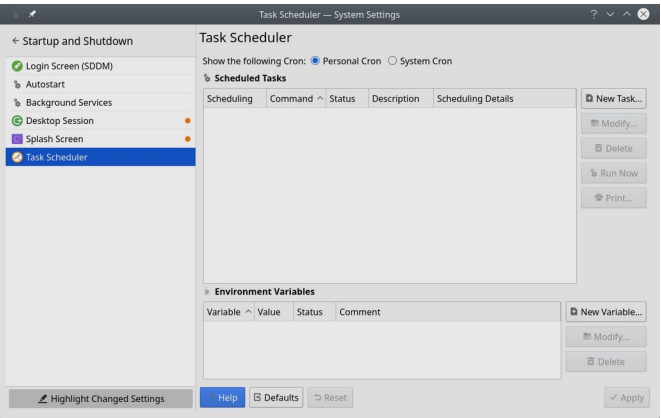 Task Scheduler — System Settings
Startup and Shutdown
Login Screen (SDDM)
Autostart
Background Services
Desktop Session
Splash Screen
Task Scheduler
Highlight Changed Settings
Task Scheduler
Show the following Cron: Personal Cron System Cron
Scheduled Tasks
Scheduling Command Status Description Scheduling Details
New Task...
Modify...
Delete
Run Now
Print...
Environment Variables
Variable Value Status Comment
New Variable...
Modify...
Delete
Help Defaults Reset Apply